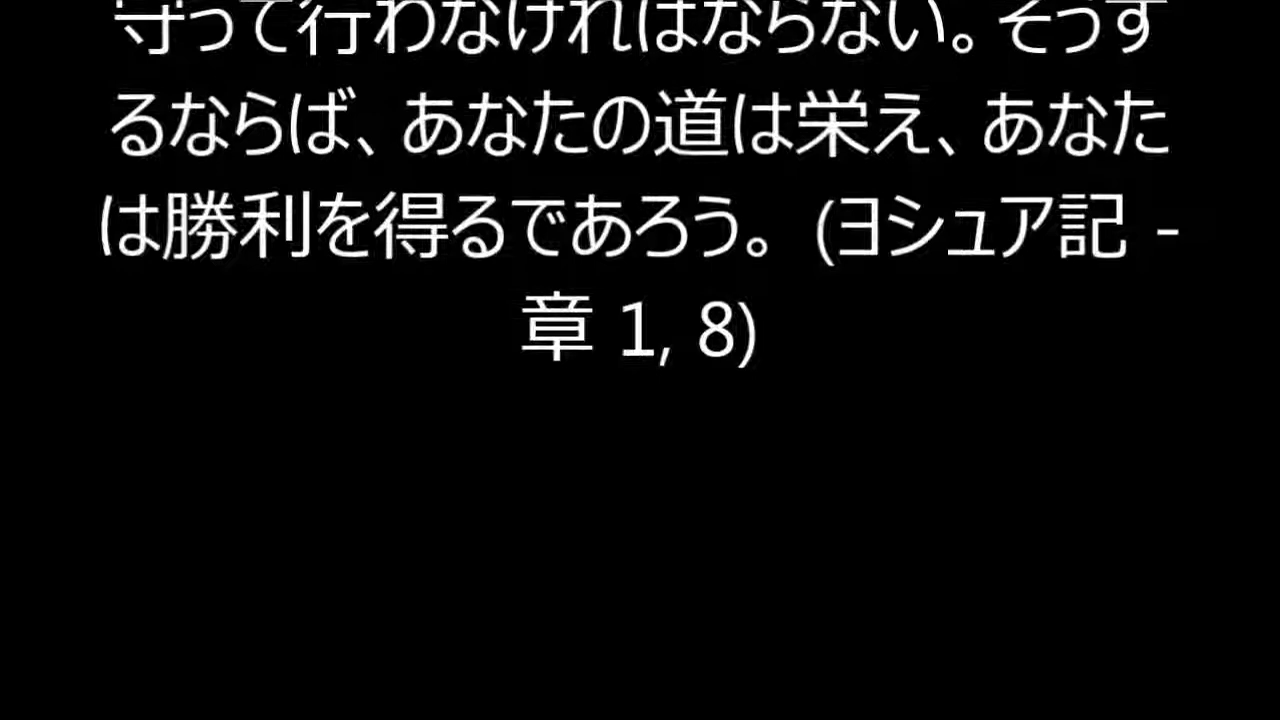 守って行わなければならない。そうす
るならば、あなたの道は栄え、あなた
は勝利を得るであろう。 (ヨシュア記 -
章 1, 8)